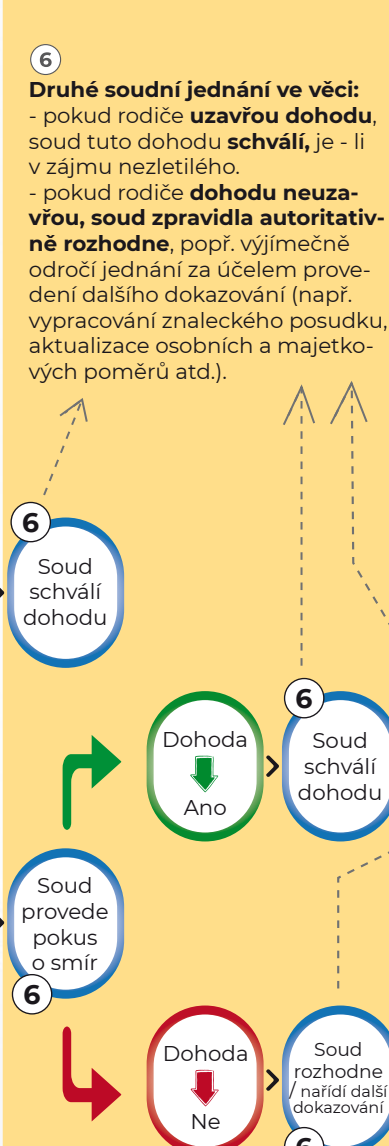 6
Druhé soudní jednání ve věci:
- pokud rodiče uzavřou dohodu,
soud tuto dohodu schválí, je - li
v zájmu nezletilého.
- pokud rodiče dohodu neuza-
vřou, soud zpravidla autoritativ-
ně rozhodne, popř. výjímečně
odročí jednání za účelem prove-
dení dalšího dokazování (např.
vypracování znaleckého posudku,
aktualizace osobních a majetko-
vých poměrů atd.).
6
Soud
schválí
dohodu
Dohoda
Ano
6
Soud
schválí
dohodu
Soud
provede
pokus
o smír
6
Dohoda
Ne
Soud
rozhodne
/ nařídí další
dokazování
6